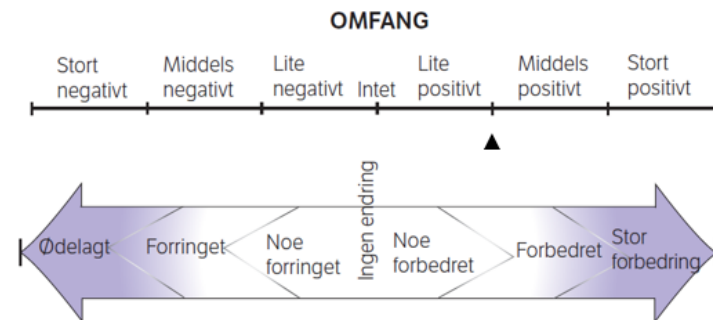 OMFANG
Stort negativt
Middels negativt
Lite negativt
Intet
Lite positivt
Middels positivt
Stort positivt
Ødelagt
Forringet
Noe forringet
Ingen endring
Noe forbedret
Forbedret
Stor forbedring